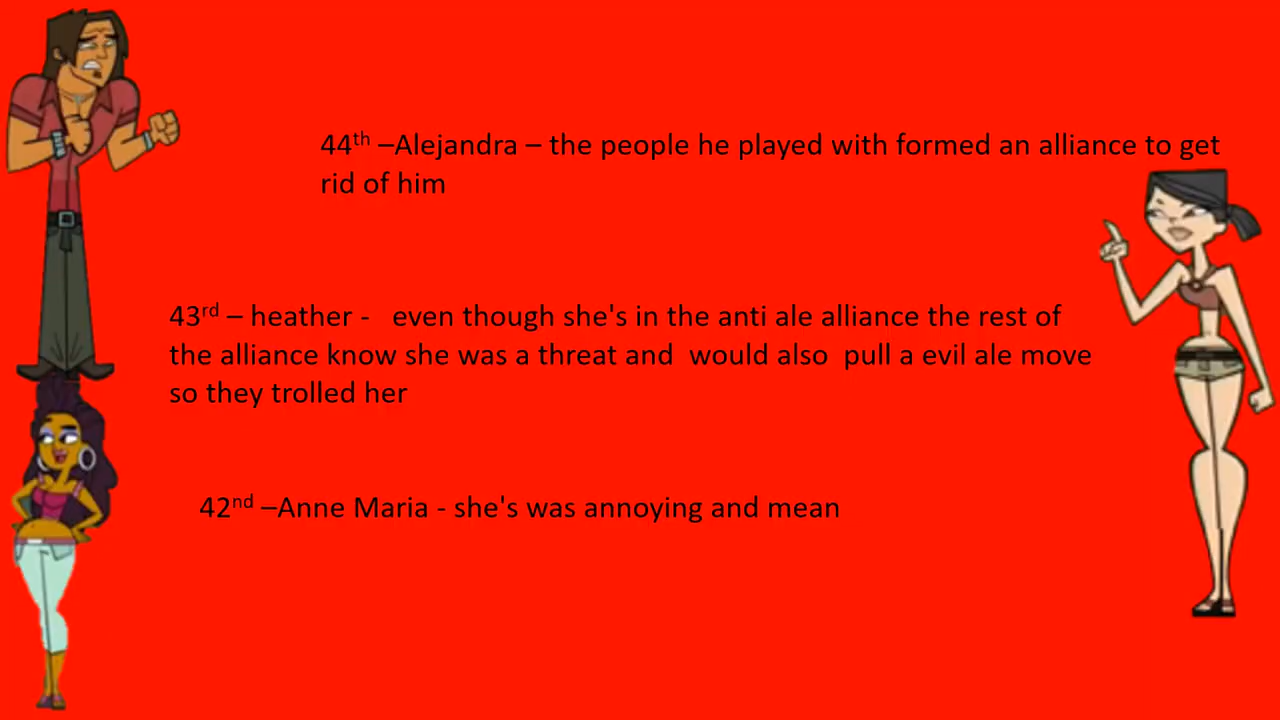 44th –Alejandra – the people he played with formed an alliance to get
rid of him
43rd – heather -   even though she's in the anti ale alliance the rest of
the alliance know she was a threat and  would also  pull a evil ale move
so they trolled her
42nd –Anne Maria - she's was annoying and mean